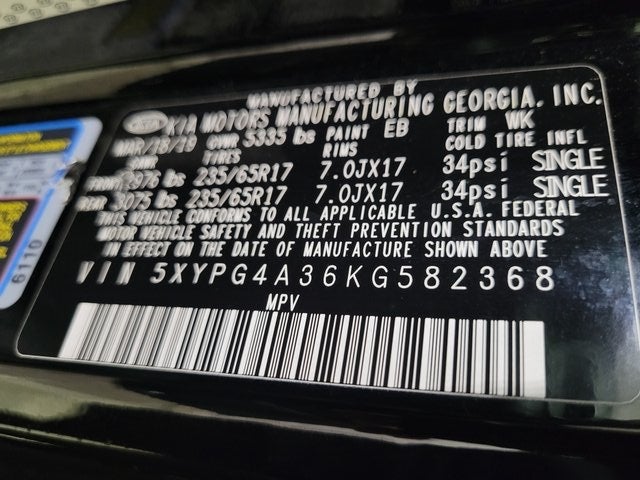 MANUFACTURED BY
KIA MOTORS MANUFACTURING GEORGIA, INC.
MAR/18/19 GVWR 5335 lbs PAINT EB TRIM WK
GAWR TIRES RIMS COLD TIRE INFL
2976 lbs 235/65R17 7.0JX17 34psi SINGLE
REAR 3075 lbs 235/65R17 7.0JX17 34psi SINGLE
THIS VEHICLE CONFORMS TO ALL APPLICABLE U.S.A. FEDERAL
MOTOR VEHICLE SAFETY AND THEFT PREVENTION STANDARDS
IN EFFECT ON THE DATE OF MANUFACTURE SHOWN ABOVE
VIN 5XYPG4A36KG582368
MPV
6110